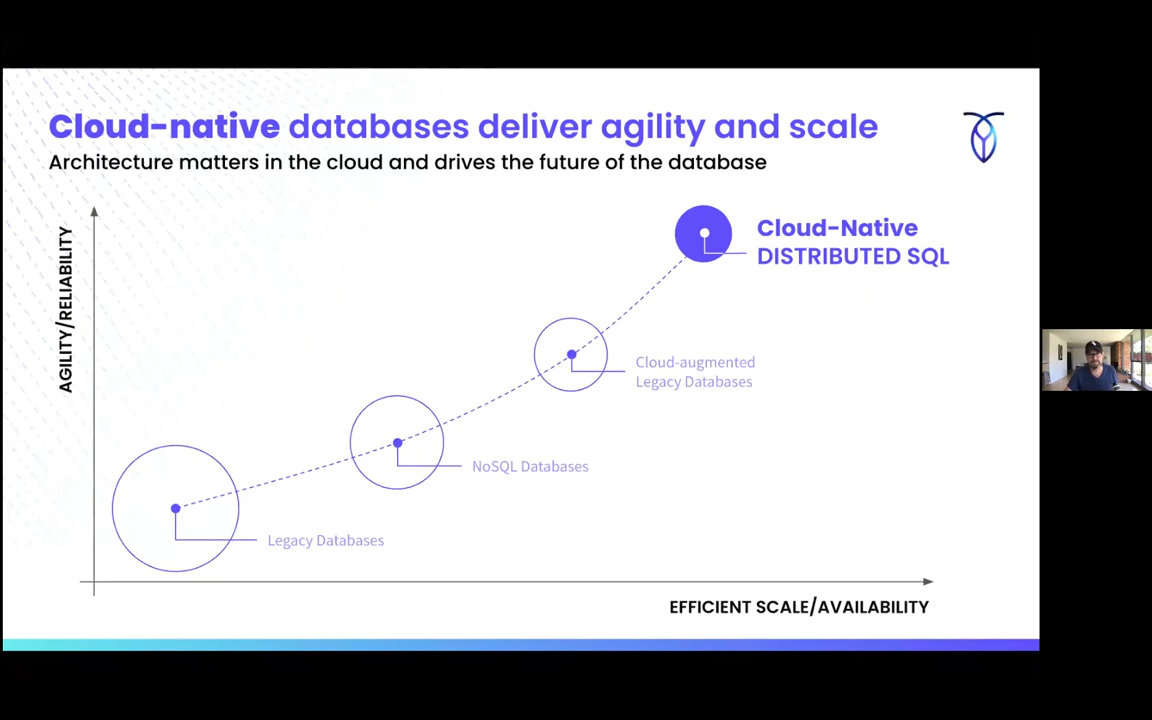 Cloud-native databases deliver agility and scale
Architecture matters in the cloud and drives the future of the database
AGILITY/RELIABILITY
Cloud-Native
DISTRIBUTED SQL
Cloud-augmented
Legacy Databases
NoSQL Databases
Legacy Databases
EFFICIENT SCALE/AVAILABILITY